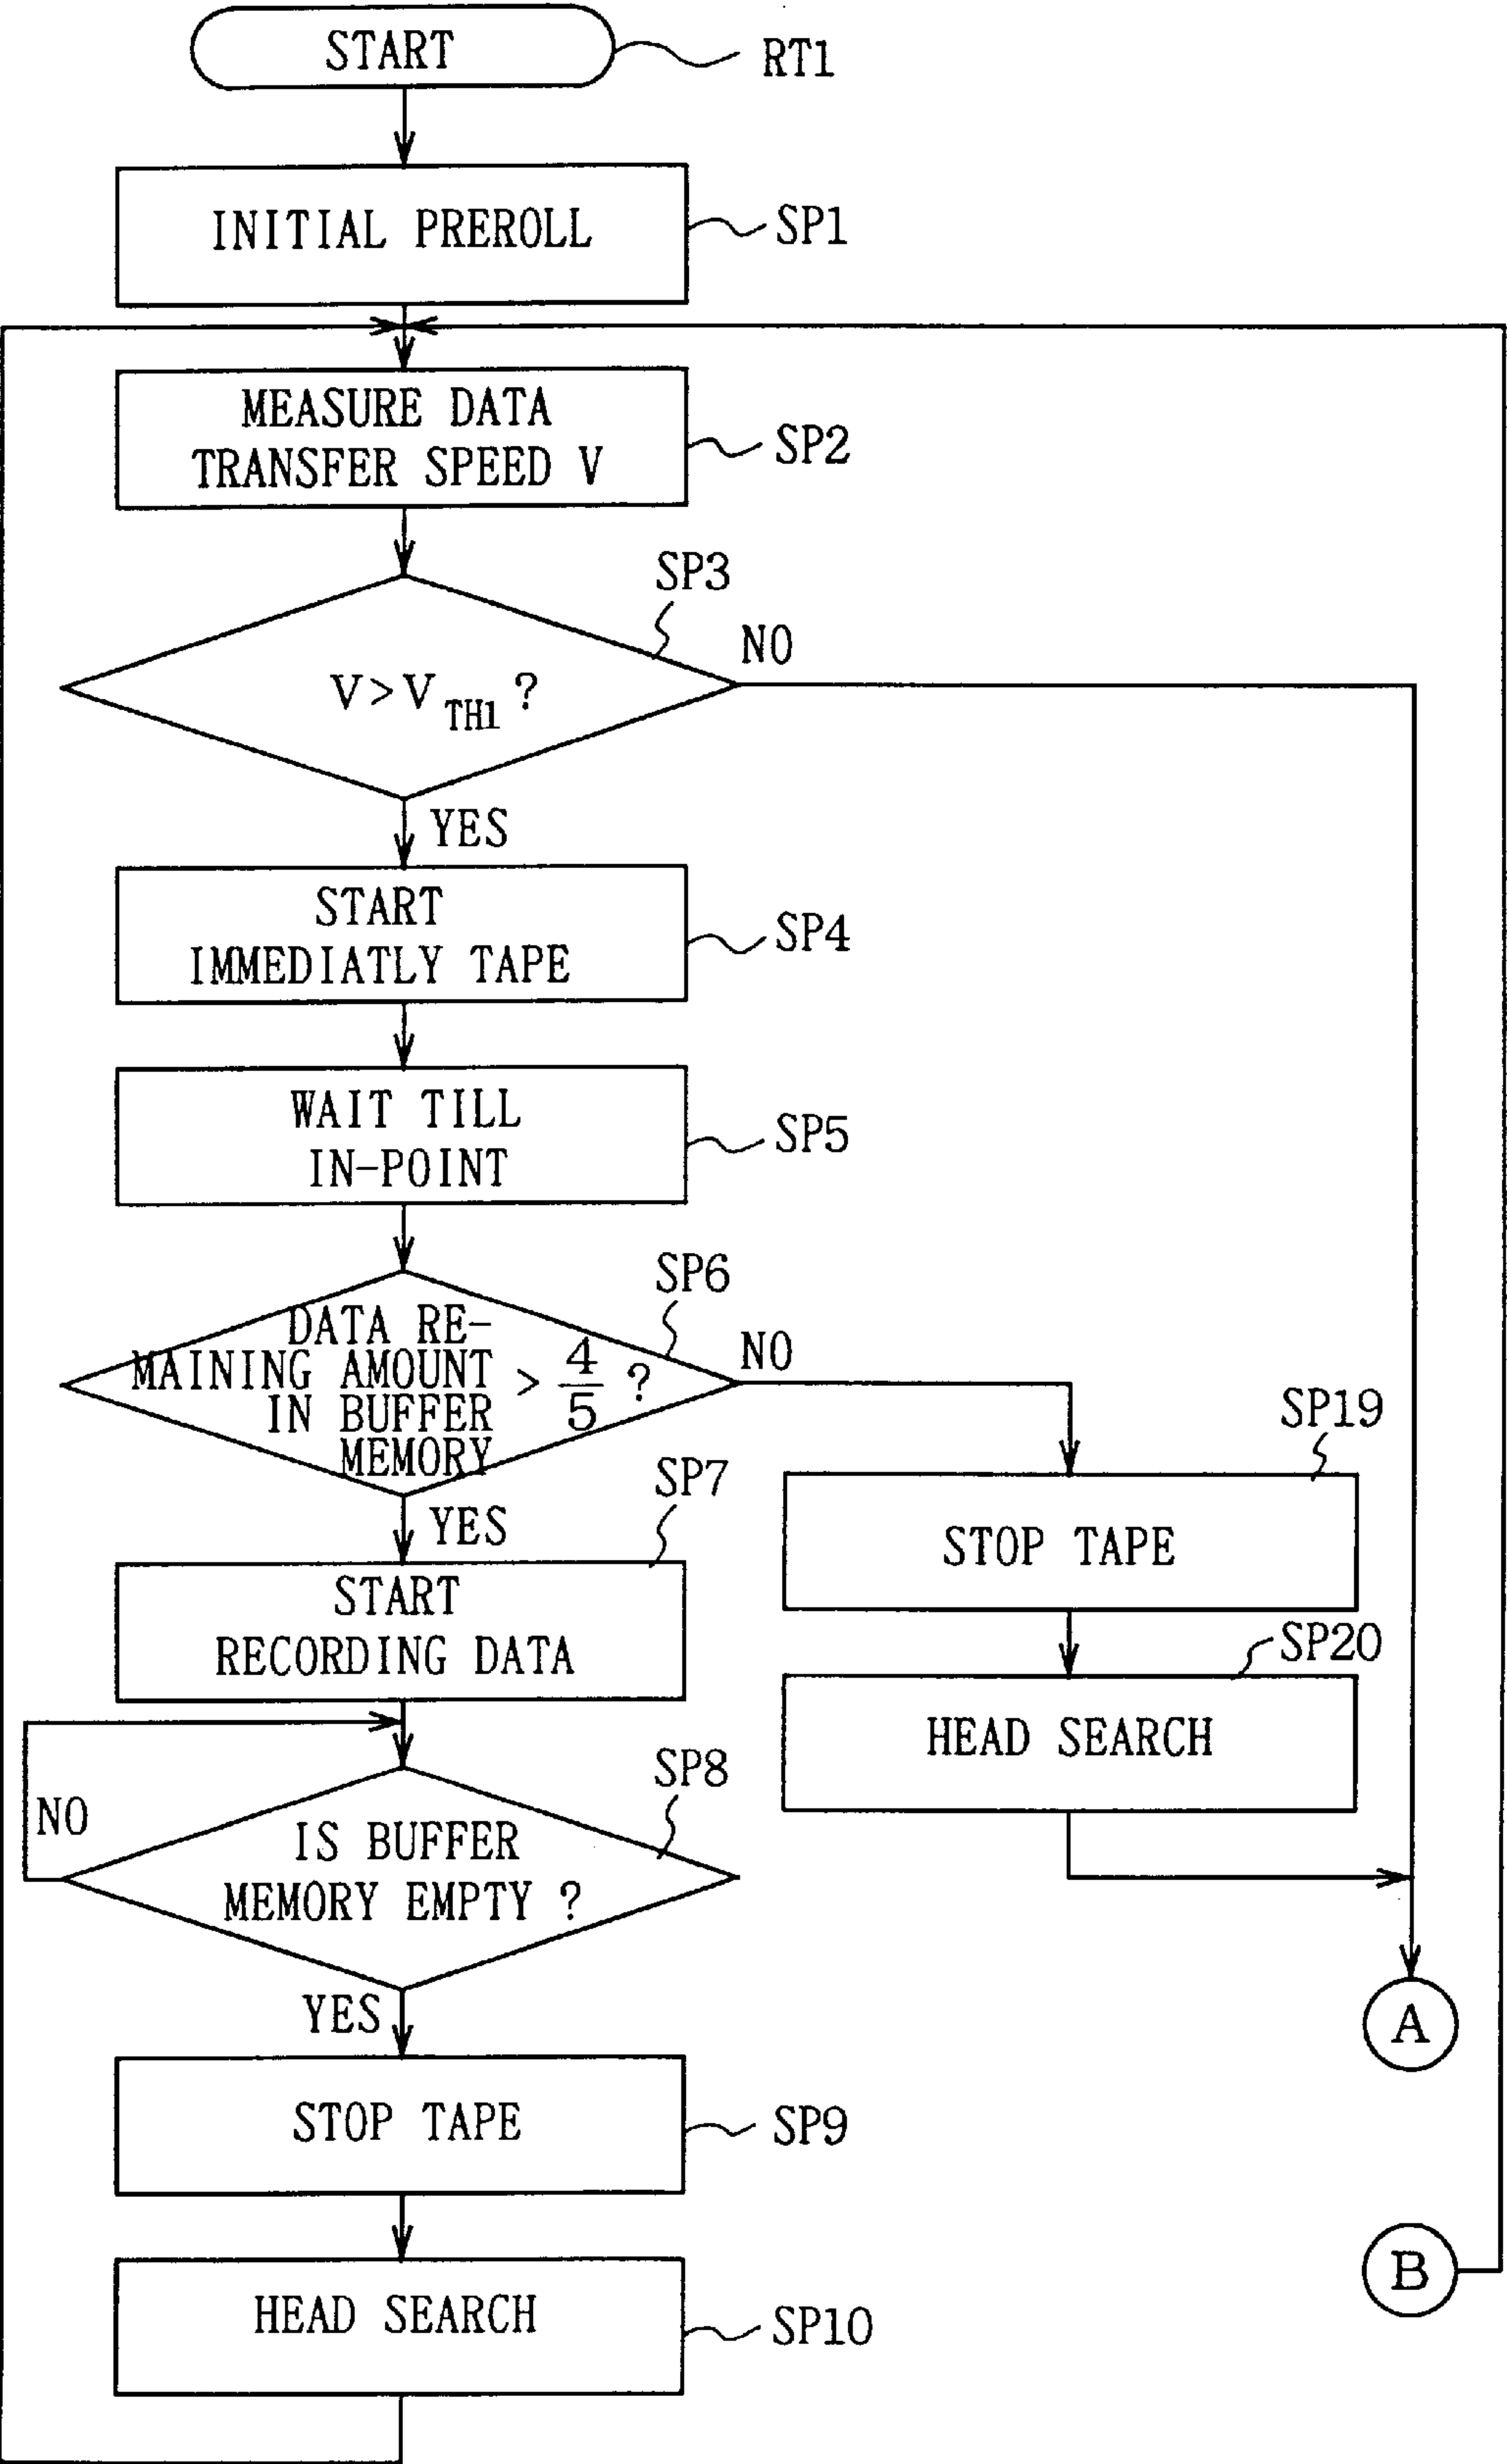 START
RT1
INITIAL PREROLL
SP1
MEASURE DATA
TRANSFER SPEED V
SP2
SP3
V>V TH1 ?
NO
YES
START
IMMEDIATLY TAPE
SP4
WAIT TILL
IN-POINT
SP5
SP6
DATA RE-
MAINING AMOUNT
IN BUFFER
MEMORY
> 4/5 ?
NO
YES
SP7
START
RECORDING DATA
SP19
STOP TAPE
SP20
HEAD SEARCH
SP8
IS BUFFER
MEMORY EMPTY ?
NO
YES
A
STOP TAPE
SP9
B
HEAD SEARCH
SP10